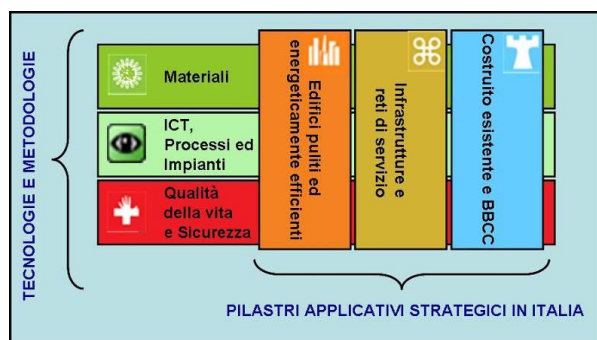 TECNOLOGIE E METODOLOGIE
Materiali
ICT,
Processi ed
Impianti
Qualità
della vita
e Sicurezza
Edifici puliti ed
energeticamente efficienti
Infrastrutture e
reti di servizio
Costruito esistente e BBCC
PILASTRI APPLICATIVI STRATEGICI IN ITALIA